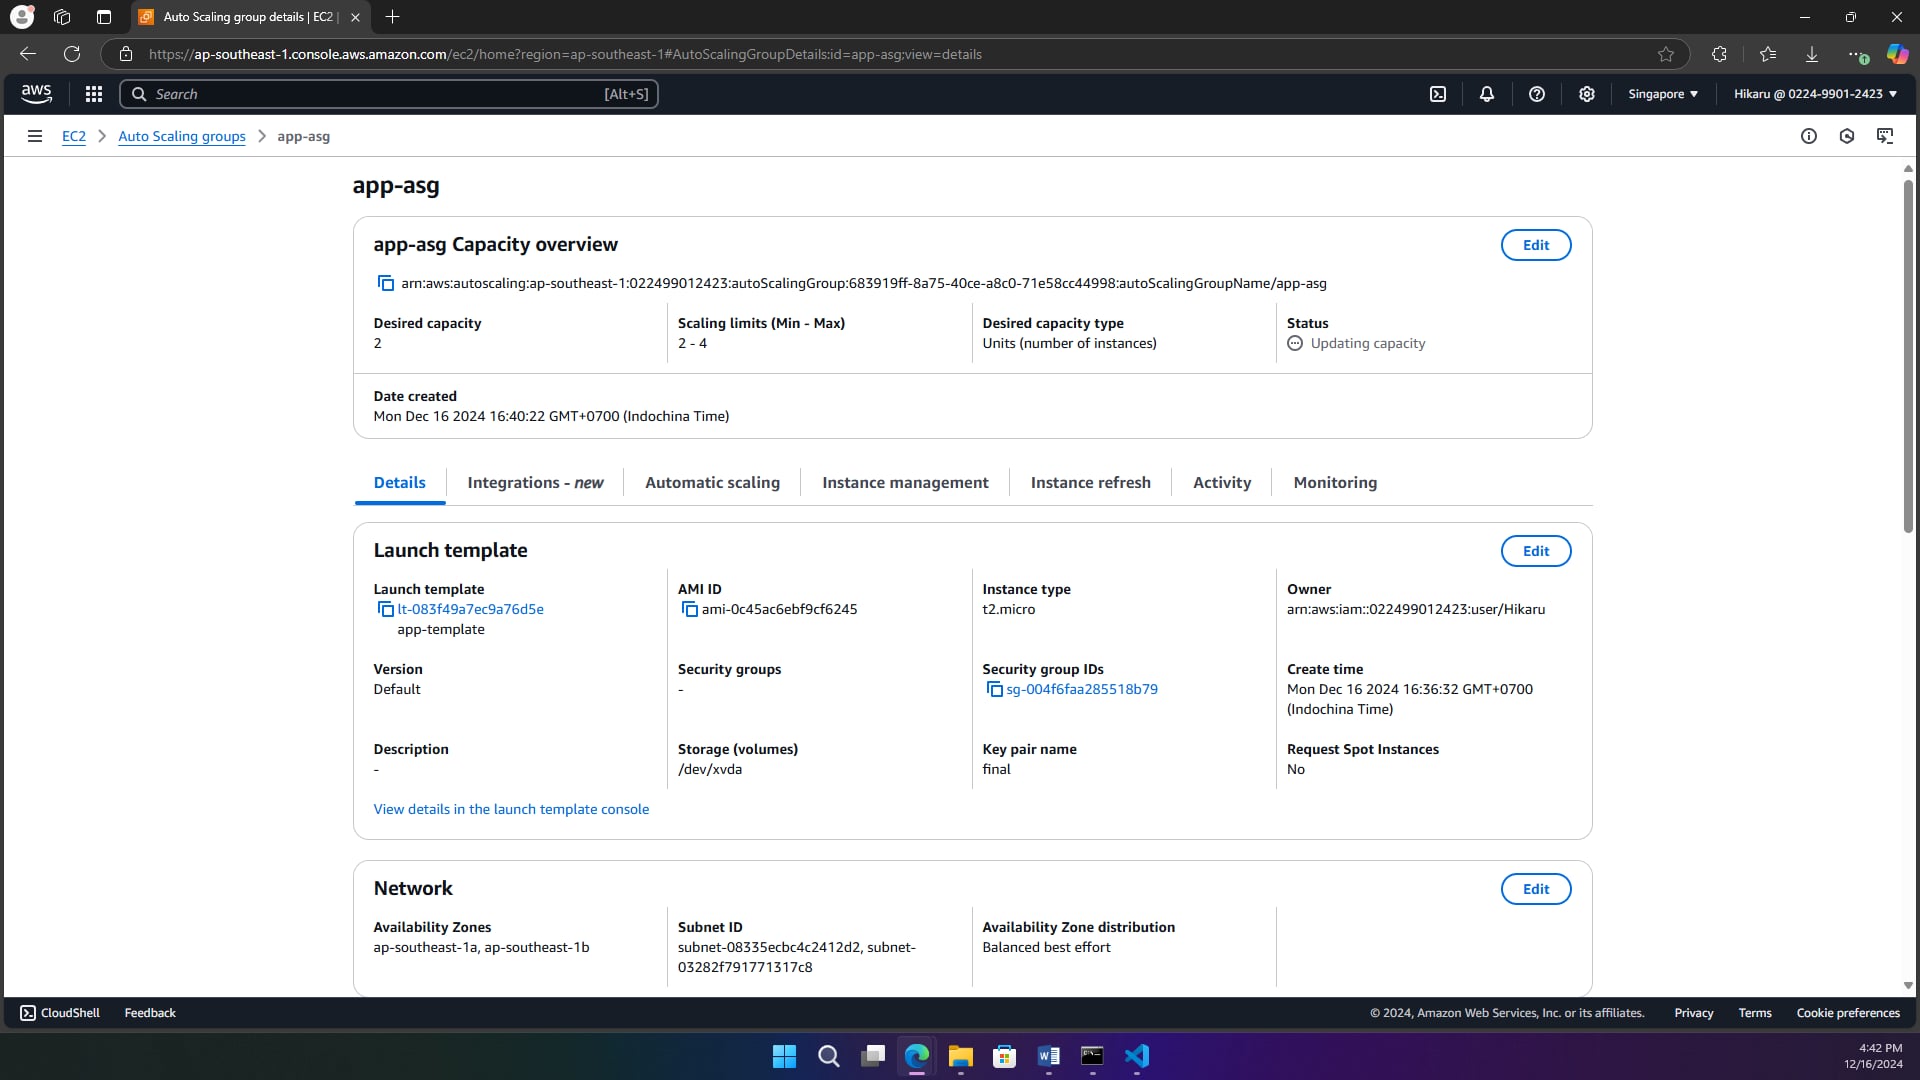 Auto Scaling group details | EC2 |
https://ap-southeast-1.console.aws.amazon.com/ec2/home?region=ap-southeast-1#AutoScalingGroupDetails:id=app-asg;view=details
aws
Search
[Alt+S]
Singapore
Hikaru @ 0224-9901-2423
EC2
Auto Scaling groups
app-asg
app-asg
app-asg Capacity overview
Edit
arn:aws:autoscaling:ap-southeast-1:022499012423:autoScalingGroup:683919ff-8a75-40ce-a8c0-71e58cc44998:autoScalingGroupName/app-asg
Desired capacity
2
Scaling limits (Min - Max)
2 - 4
Desired capacity type
Units (number of instances)
Status
Updating capacity
Date created
Mon Dec 16 2024 16:40:22 GMT+0700 (Indochina Time)
Details
Integrations - new
Automatic scaling
Instance management
Instance refresh
Activity
Monitoring
Launch template
Edit
Launch template
lt-083f49a7ec9a76d5e
app-template
AMI ID
ami-0c45ac6ebf9cf6245
Instance type
t2.micro
Owner
arn:aws:iam::022499012423:user/Hikaru
Version
Default
Security groups
-
Security group IDs
sg-004f6faa285518b79
Create time
Mon Dec 16 2024 16:36:32 GMT+0700
(Indochina Time)
Description
-
Storage (volumes)
/dev/xvda
Key pair name
final
Request Spot Instances
No
View details in the launch template console
Network
Edit
Availability Zones
ap-southeast-1a, ap-southeast-1b
Subnet ID
subnet-08335ecbc4c2412d2, subnet-
03282f791771317c8
Availability Zone distribution
Balanced best effort
CloudShell
Feedback
© 2024, Amazon Web Services, Inc. or its affiliates.
Privacy
Terms
Cookie preferences
4:42 PM
12/16/2024